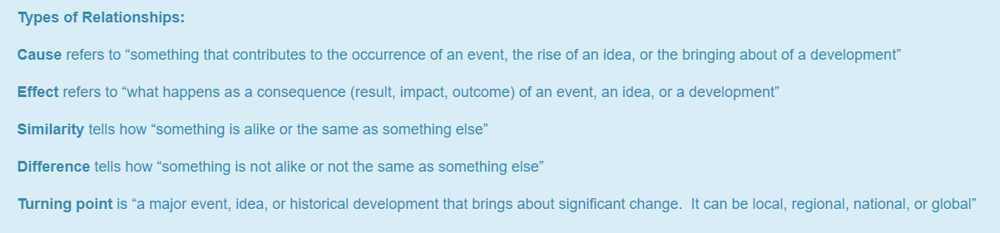 Types of Relationships:
Cause refers to “something that contributes to the occurrence of an event, the rise of an idea, or the bringing about of a development”
Effect refers to “what happens as a consequence (result, impact, outcome) of an event, an idea, or a development”
Similarity tells how “something is alike or the same as something else”
Difference tells how “something is not alike or not the same as something else”
Turning point is “a major event, idea, or historical development that brings about significant change.  It can be local, regional, national, or global”